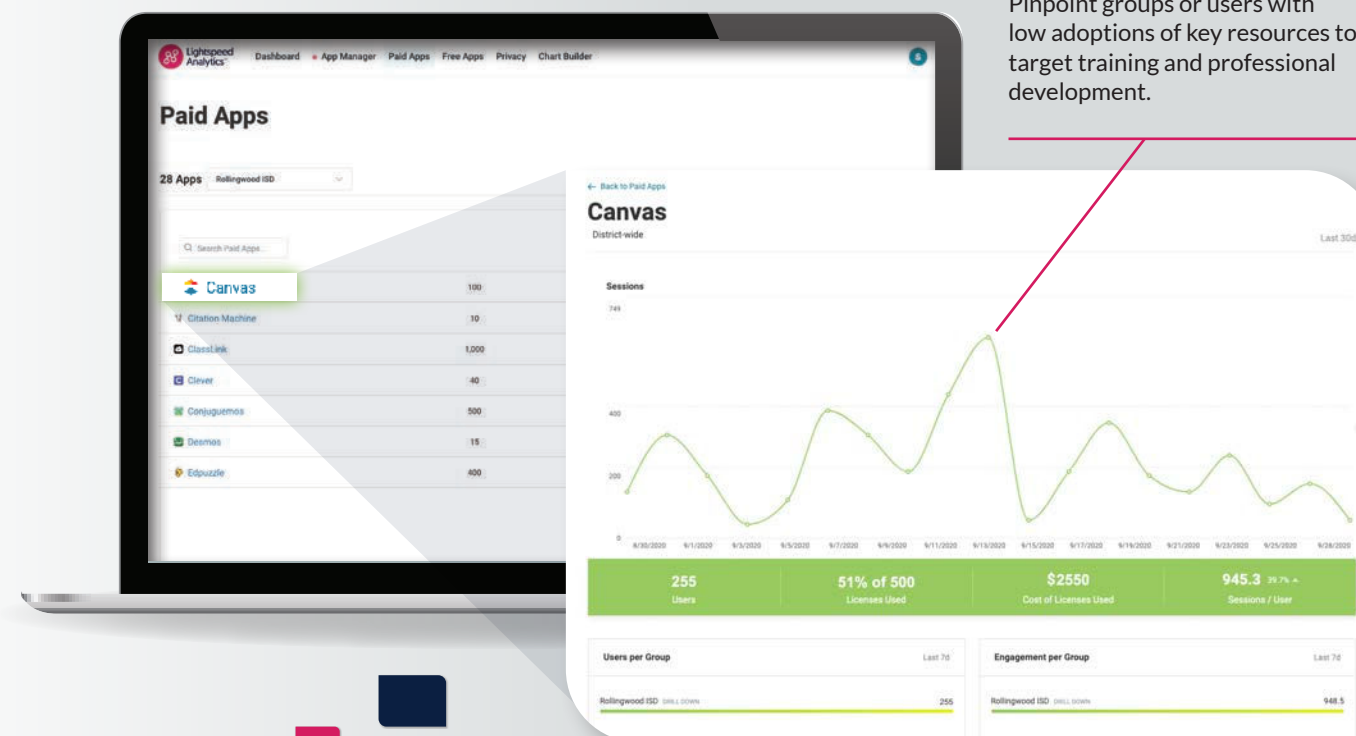 Pinpoint groups or users with
low adoptions of key resources to
target training and professional
development.
Lightspeed
Analytics
Dashboard App Manager Paid Apps Free Apps Privacy Chart Builder
S
Paid Apps
28 Apps Rollingwood ISD
Search Paid Apps...
Canvas 100
Citation Machine 10
ClassLink 1,000
Clever 40
Conjuguemos 500
Desmos 15
Edpuzzle 400
← Back to Paid Apps
Canvas
District-wide
Last 30d
Sessions
749
400
200
0
8/30/2020 9/1/2020 9/3/2020 9/5/2020 9/7/2020 9/9/2020 9/11/2020 9/13/2020 9/15/2020 9/17/2020 9/19/2020 9/21/2020 9/23/2020 9/25/2020 9/28/2020
255 51% of 500 $2550 945.3 39.7%
Users Licenses Used Cost of Licenses Used Sessions / User
Users per Group Last 7d
Rollingwood ISD DRILL DOWN 255
Engagement per Group Last 7d
Rollingwood ISD DRILL DOWN 948.5